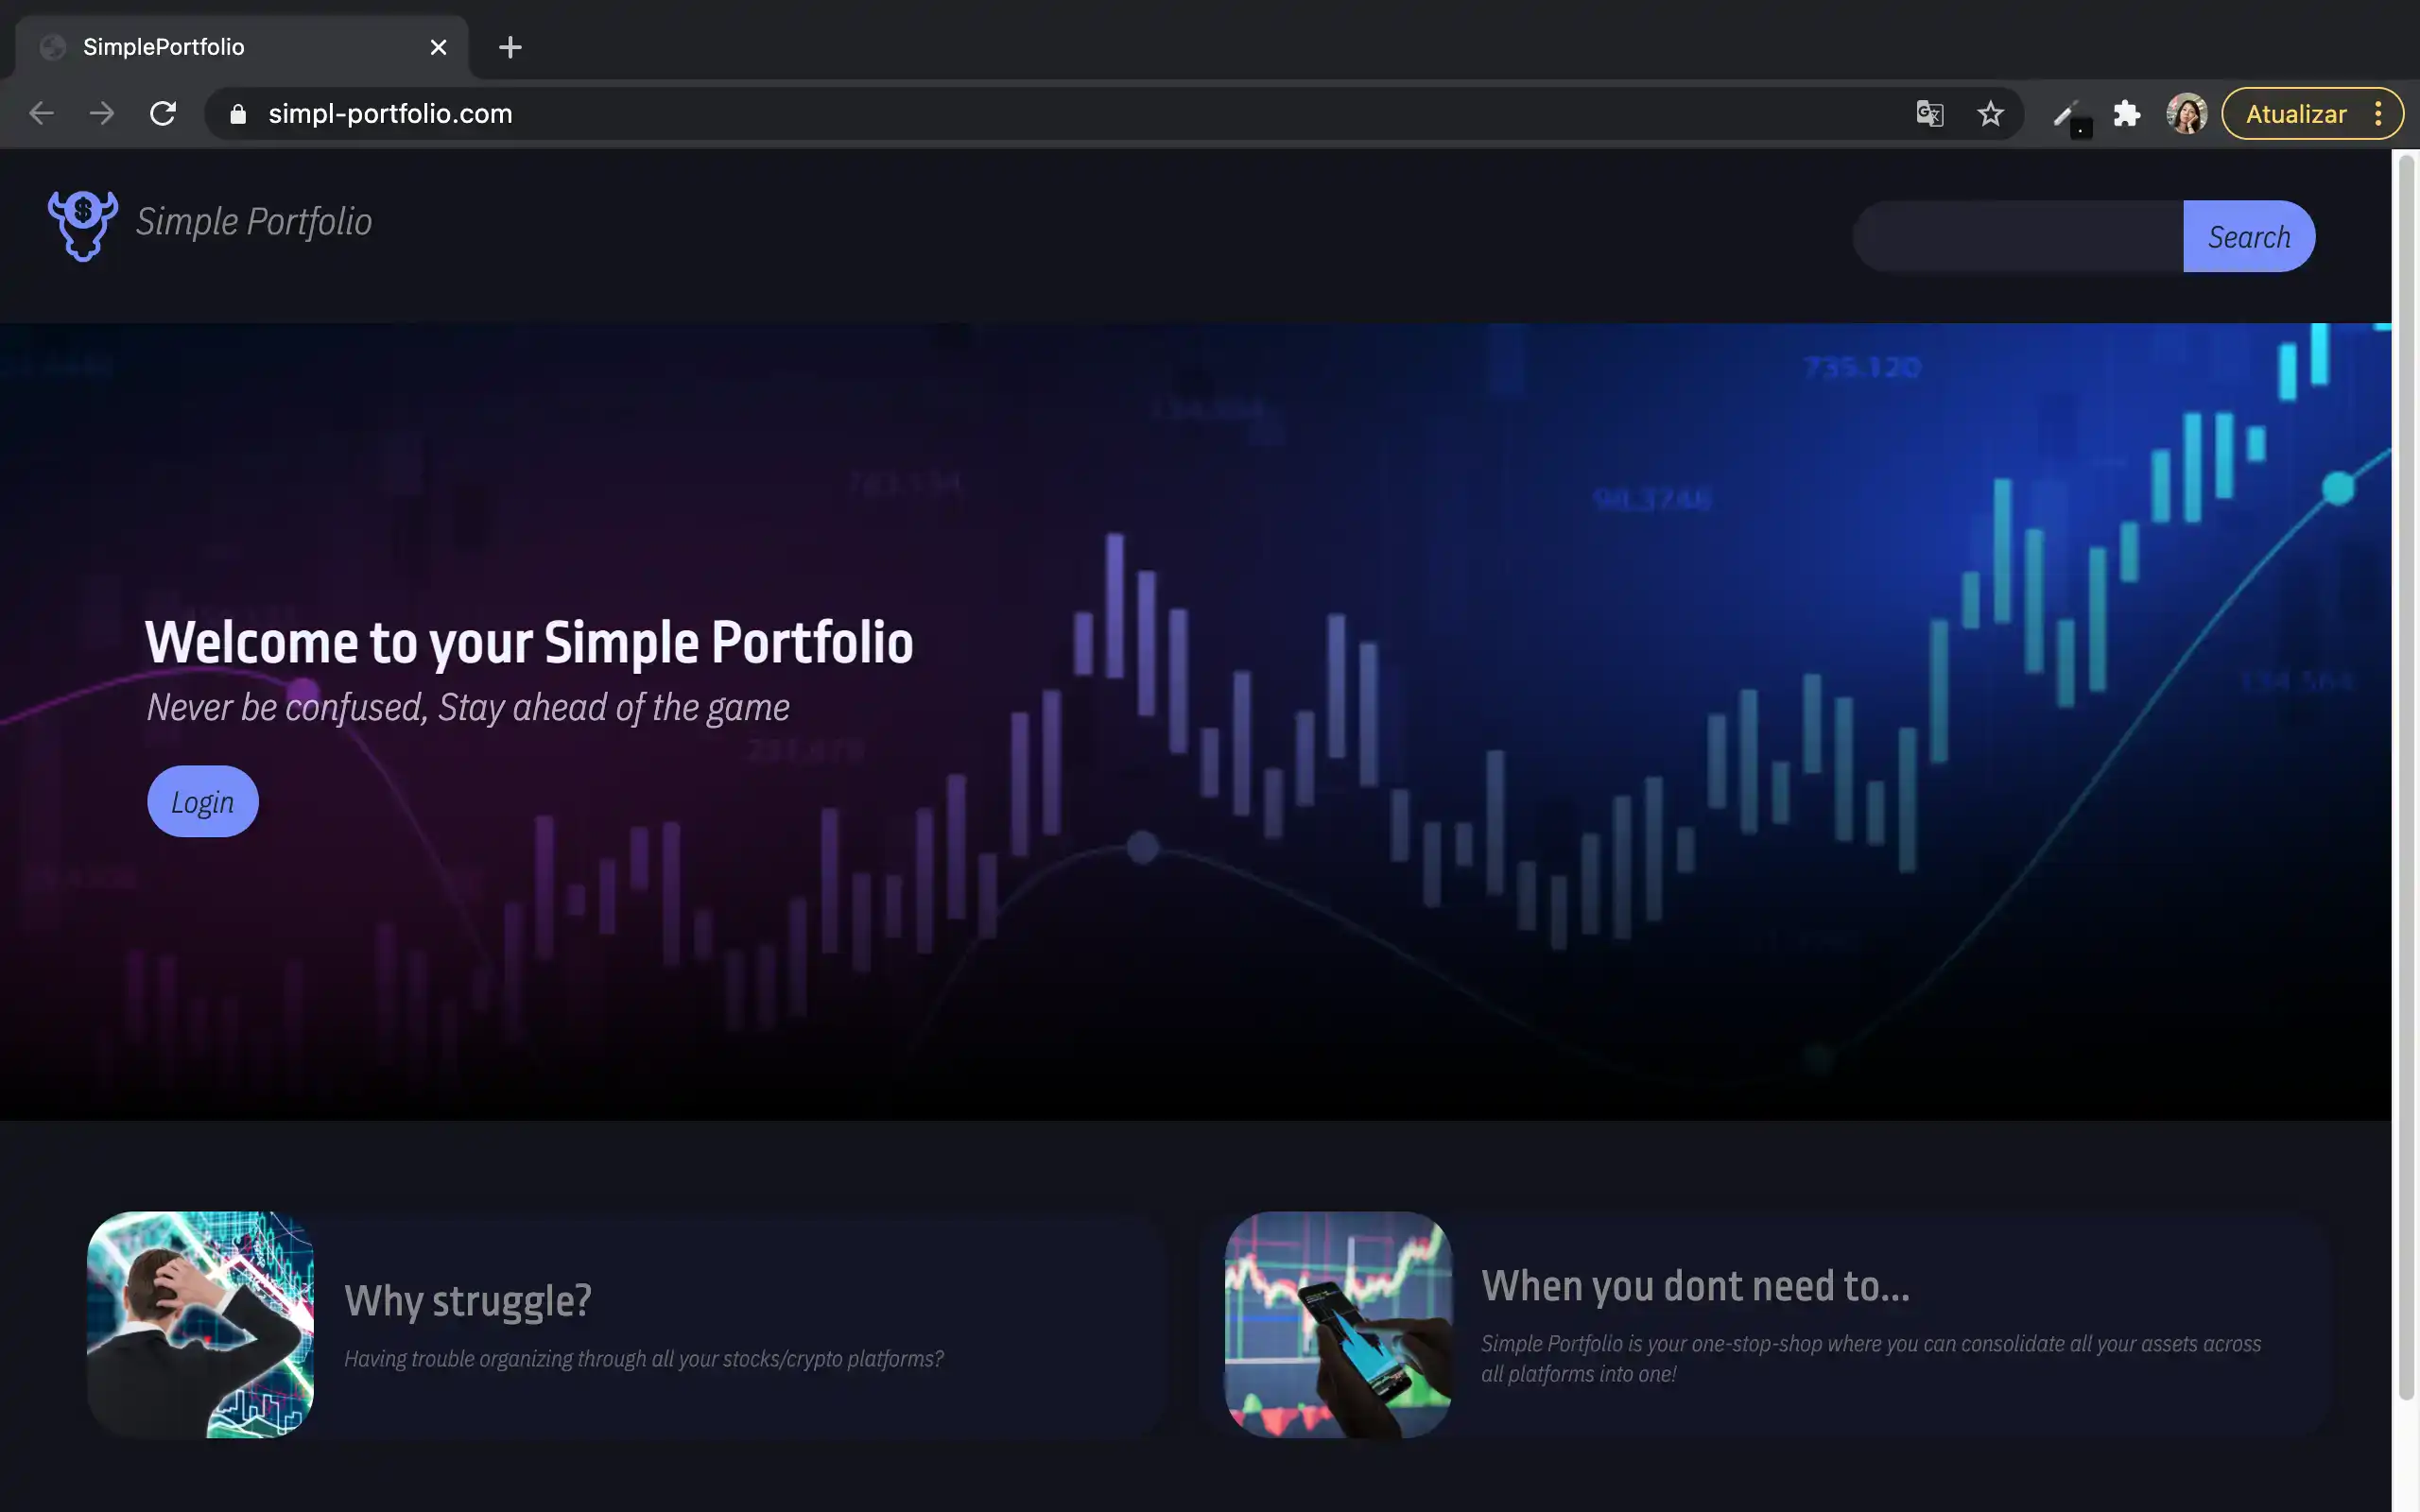 SimplePortfolio
simpl-portfolio.com
Atualizar
Simple Portfolio
Search
735.120
Welcome to your Simple Portfolio
Never be confused, Stay ahead of the game
Login
Why struggle?
Having trouble organizing through all your stocks/crypto platforms?
When you dont need to...
Simple Portfolio is your one-stop-shop where you can consolidate all your assets across
all platforms into one!